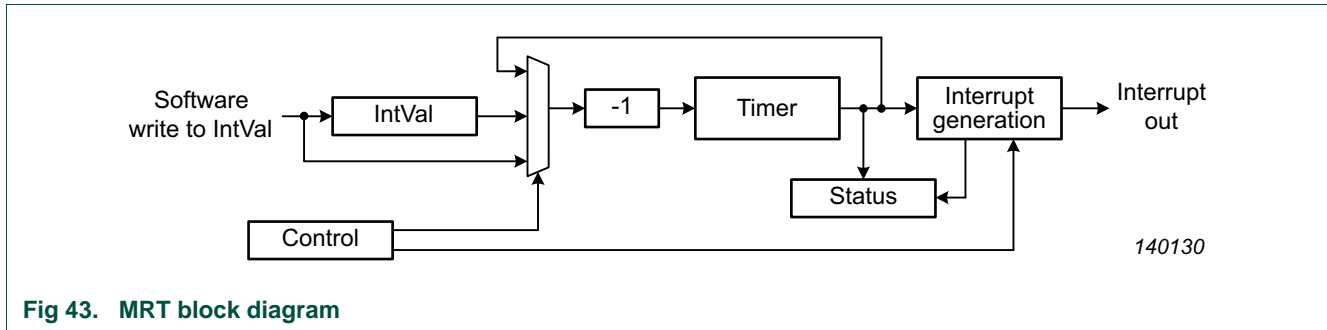 Software
write to IntVal
IntVal
-1
Timer
Interrupt
generation
Interrupt
out
Status
Control
140130
Fig 43. MRT block diagram